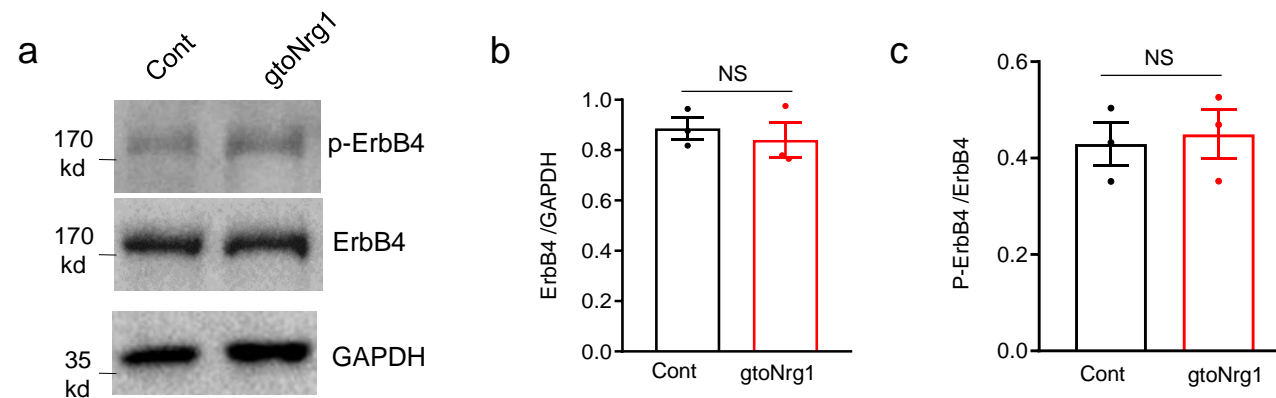 a
Cont
gtoNrg1
170
kd
p-ErbB4
170
kd
ErbB4
35
kd
GAPDH
b
NS
ErbB4 /GAPDH
1.0
0.8
0.6
0.4
0.2
0.0
Cont
gtoNrg1
c
NS
P-ErbB4 /ErbB4
0.6
0.4
0.2
0.0
Cont
gtoNrg1